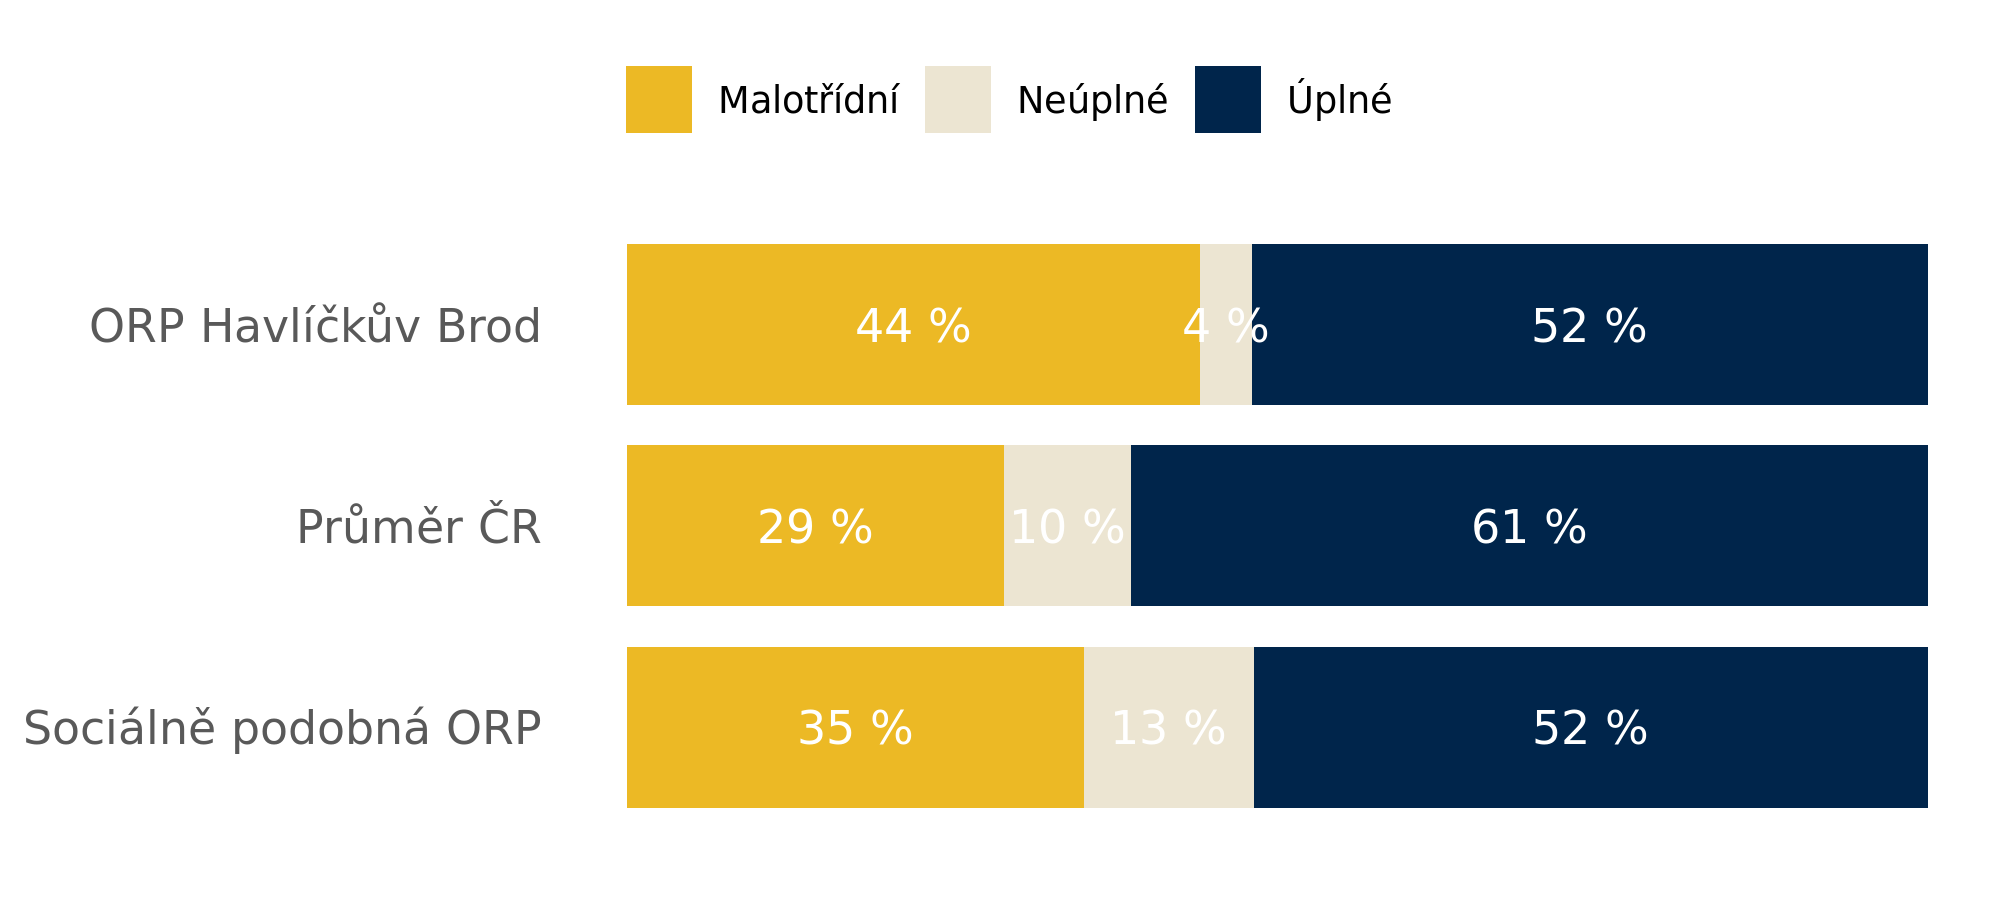 Malotřídní Neúplné Úplné
ORP Havlíčkův Brod 44 % 4 % 52 %
Průměr ČR 29 % 10 % 61 %
Sociálně podobná ORP 35 % 13 % 52 %